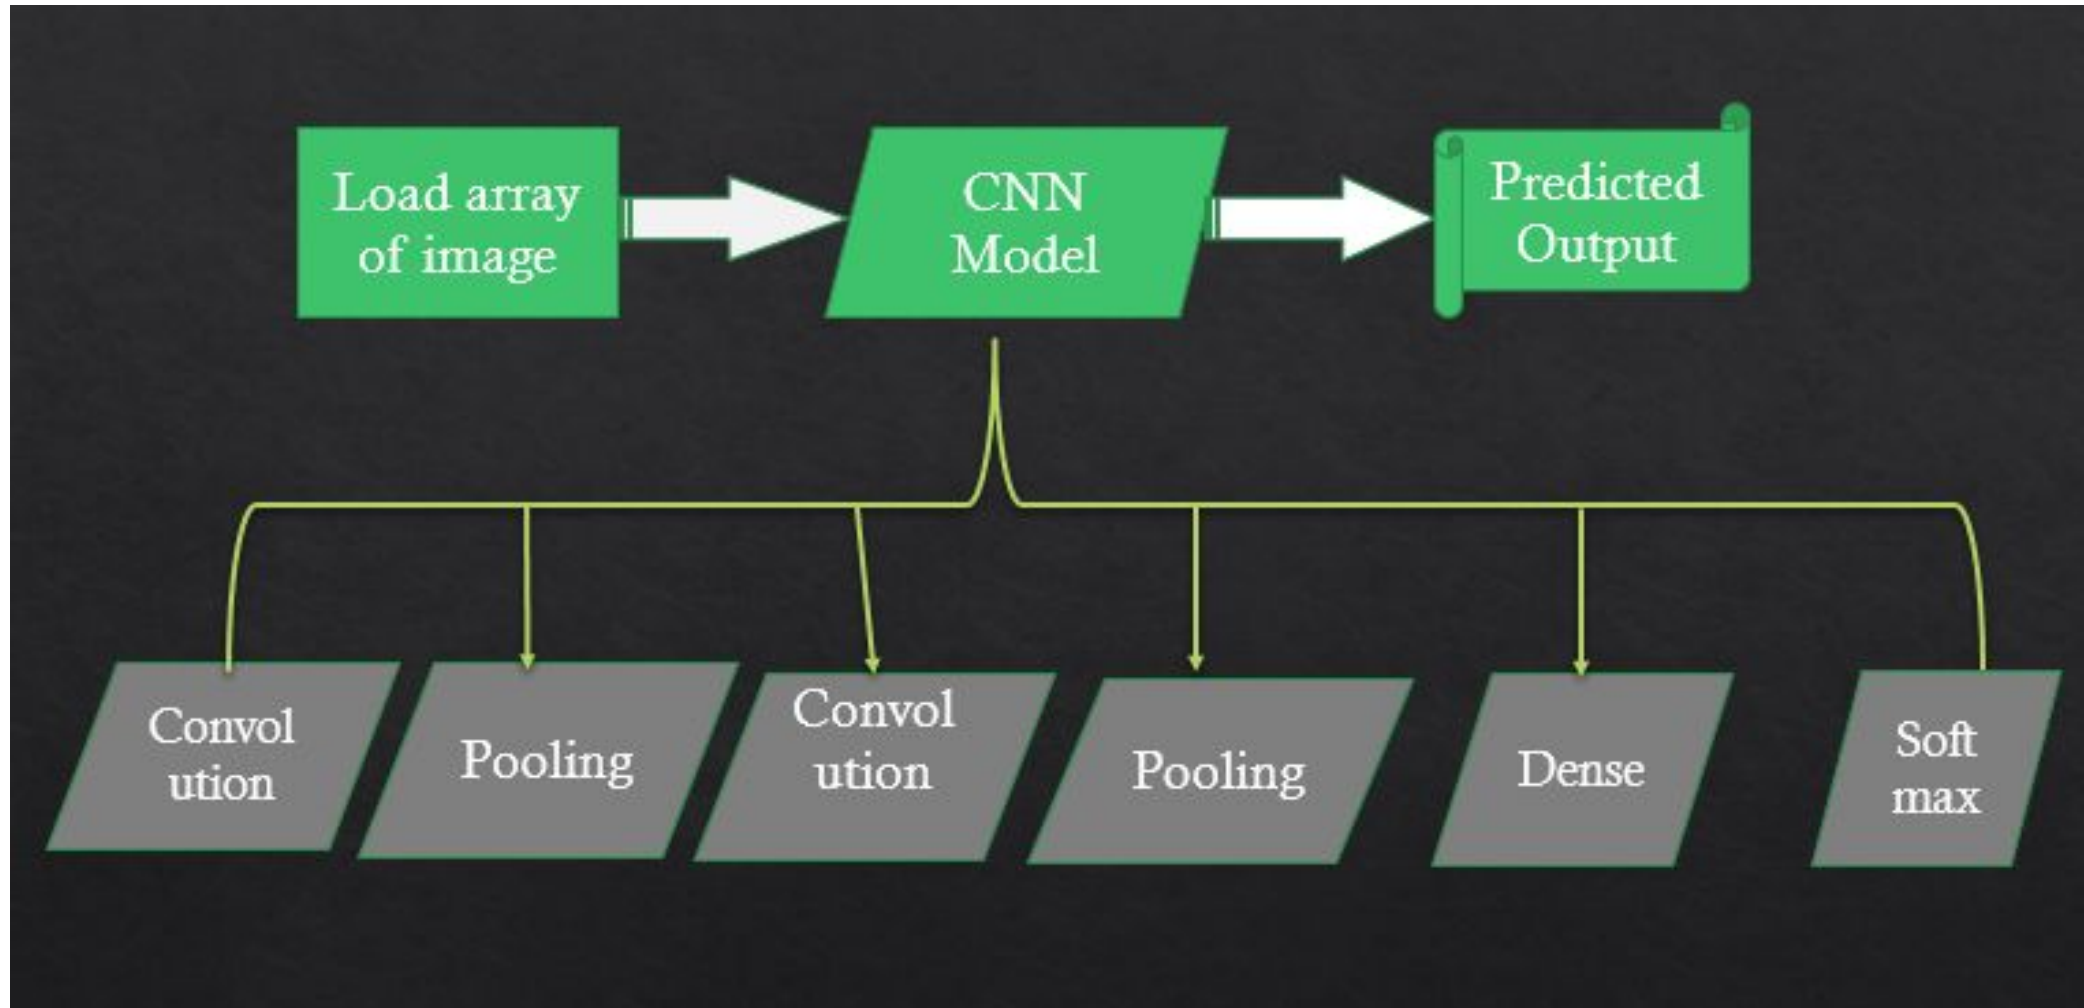 Load array
of image
CNN
Model
Predicted
Output
Convol
ution
Pooling
Convol
ution
Pooling
Dense
Soft
max